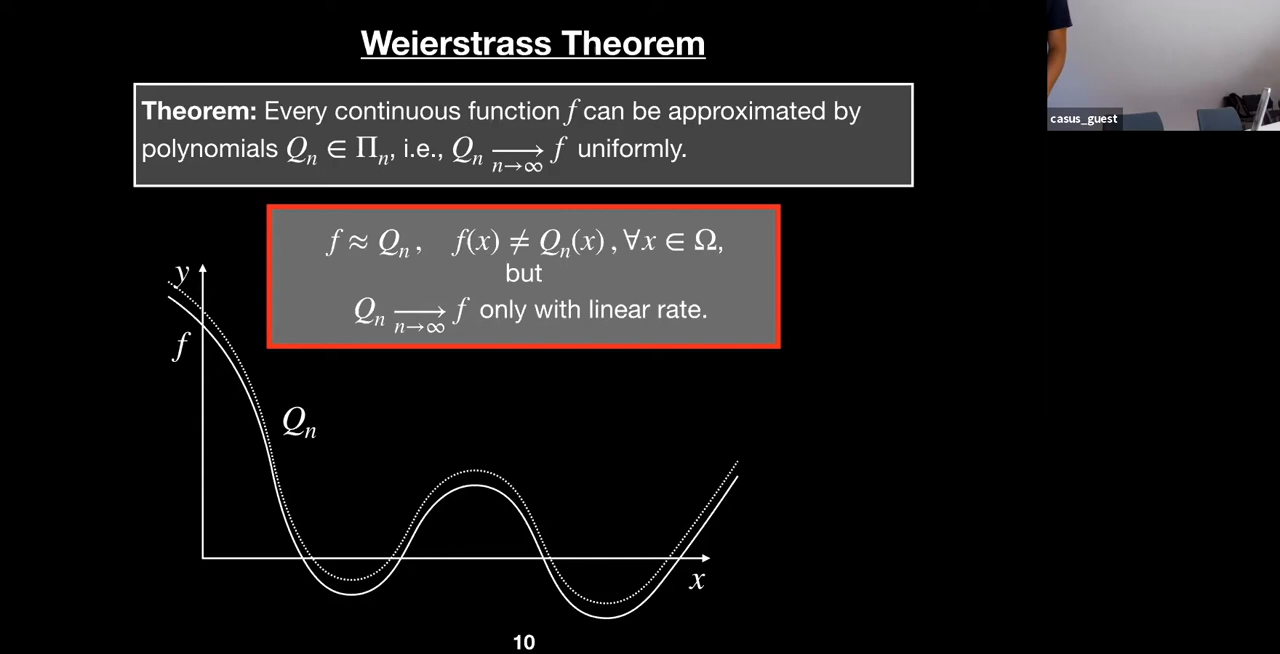 Weierstrass Theorem
Theorem: Every continuous function f can be approximated by
polynomials Qₙ ∈ Πₙ, i.e., Qₙ ⟶ f uniformly.
n→∞
f ≈ Qₙ , f(x) ≠ Qₙ(x) , ∀x ∈ Ω,
but
Qₙ ⟶ f only with linear rate.
n→∞
y
f
Qₙ
x
10
casus_guest